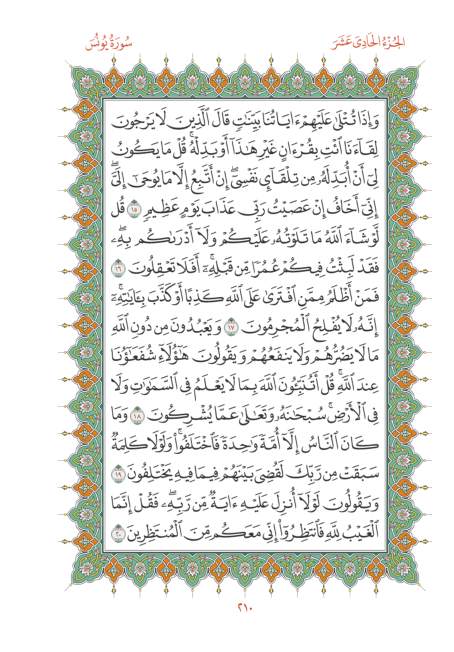 الجُزْءُ الحَادِىَ عَشَرَ
سُورَةُ يُونُسَ
وَإِذَا تُتْلَىٰ عَلَيْهِمْ ءَايَاتُنَا بَيِّنَٰتٖ قَالَ ٱلَّذِينَ لَا يَرْجُونَ
لِقَآءَنَا ٱئْتِ بِقُرْءَانٍ غَيْرِ هَٰذَآ أَوْ بَدِّلْهُۚ قُلْ مَا يَكُونُ
لِيٓ أَنْ أُبَدِّلَهُۥ مِن تِلْقَآيِٕ نَفْسِيٓۖ إِنْ أَتَّبِعُ إِلَّا مَا يُوحَىٰٓ إِلَيَّۖ
إِنِّيٓ أَخَافُ إِنْ عَصَيْتُ رَبِّي عَذَابَ يَوْمٍ عَظِيمٖ ١٥ قُل
لَّوْ شَآءَ ٱللَّهُ مَا تَلَوْتُهُۥ عَلَيْكُمْ وَلَآ أَدْرَىٰكُم بِهِۦۖ
فَقَدْ لَبِثْتُ فِيكُمْ عُمُرٗا مِّن قَبْلِهِۦٓۚ أَفَلَا تَعْقِلُونَ ١٦
فَمَنْ أَظْلَمُ مِمَّنِ ٱفْتَرَىٰ عَلَى ٱللَّهِ كَذِبًا أَوْ كَذَّبَ بِـَٔايَٰتِهِۦٓۚ
إِنَّهُۥ لَا يُفْلِحُ ٱلْمُجْرِمُونَ ١٧ وَيَعْبُدُونَ مِن دُونِ ٱللَّهِ
مَا لَا يَضُرُّهُمْ وَلَا يَنفَعُهُمْ وَيَقُولُونَ هَٰٓؤُلَآءِ شُفَعَٰٓؤُنَا
عِندَ ٱللَّهِۚ قُلْ أَتُنَبِّـُٔونَ ٱللَّهَ بِمَا لَا يَعْلَمُ فِي ٱلسَّمَٰوَٰتِ وَلَا
فِي ٱلْأَرْضِۚ سُبْحَٰنَهُۥ وَتَعَٰلَىٰ عَمَّا يُشْرِكُونَ ١٨ وَمَا
كَانَ ٱلنَّاسُ إِلَّآ أُمَّةٗ وَٰحِدَةٗ فَٱخْتَلَفُواْۚ وَلَوْلَا كَلِمَةٞ
سَبَقَتْ مِن رَّبِّكَ لَقُضِيَ بَيْنَهُمْ فِيمَا فِيهِ يَخْتَلِفُونَ ١٩
وَيَقُولُونَ لَوْلَآ أُنزِلَ عَلَيْهِ ءَايَةٞ مِّن رَّبِّهِۦۖ فَقُلْ إِنَّمَا
ٱلْغَيْبُ لِلَّهِ فَٱنتَظِرُوٓاْ إِنِّي مَعَكُم مِّنَ ٱلْمُنتَظِرِينَ ٢٠
٢١٠